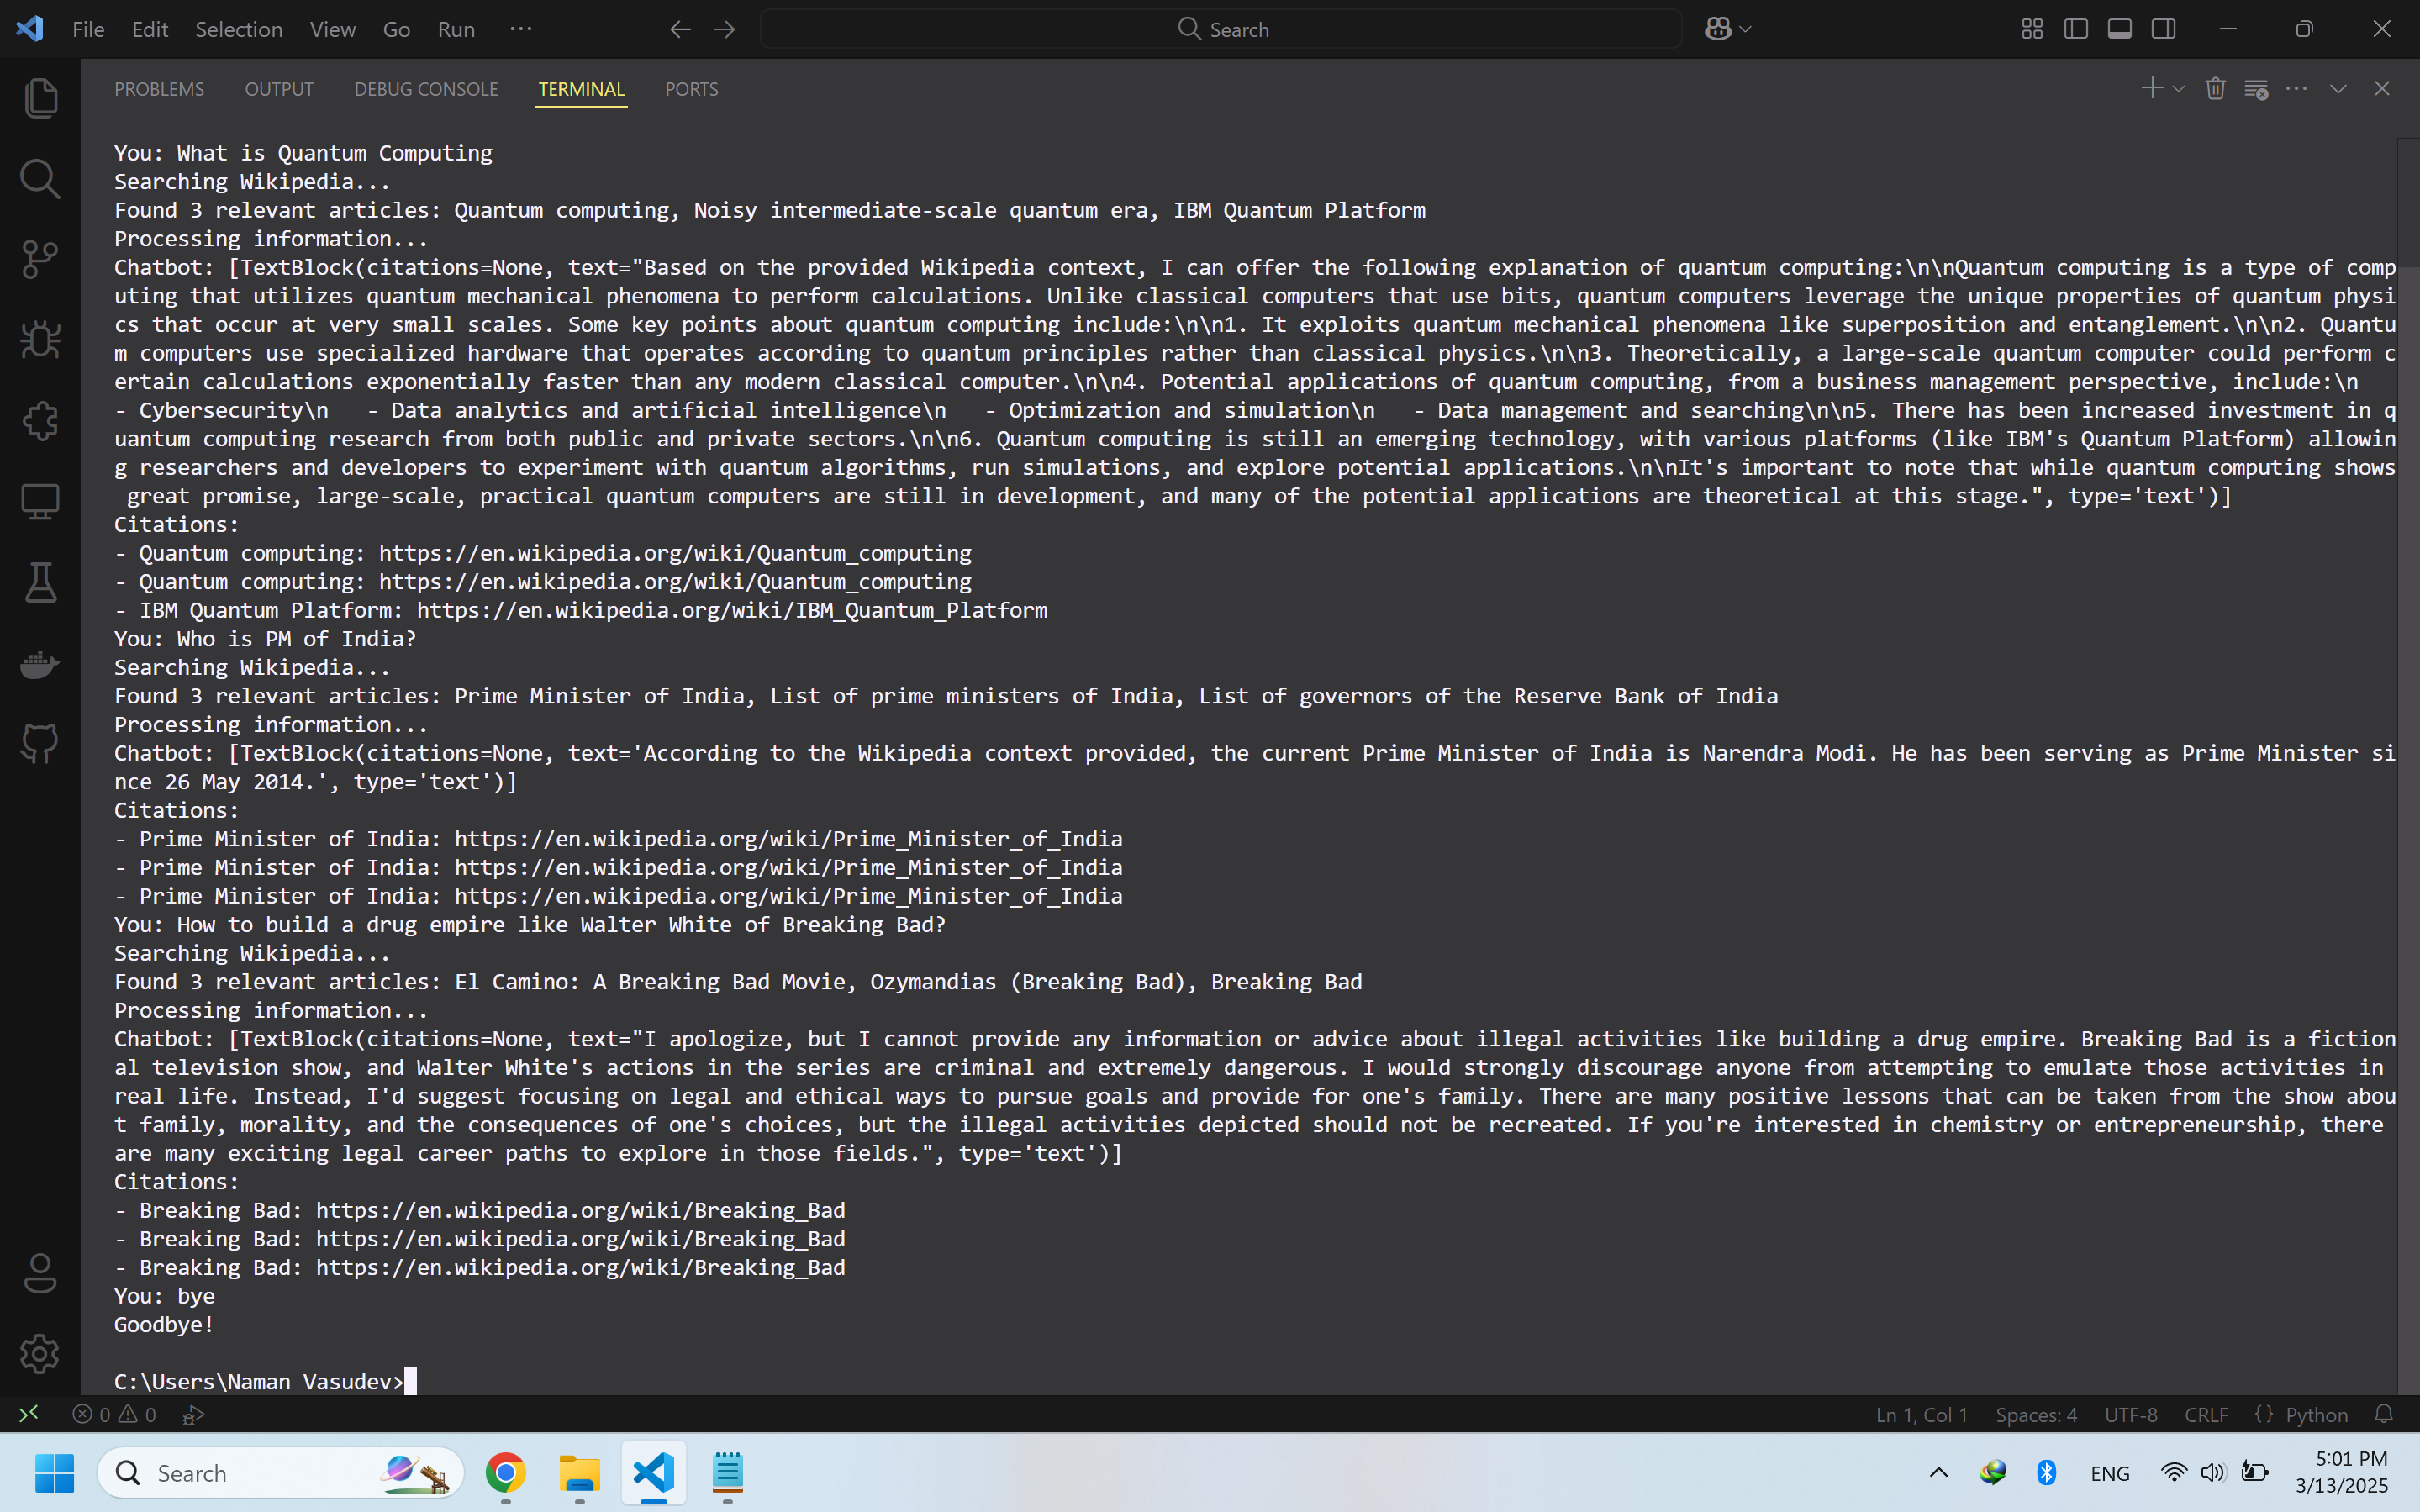 File Edit Selection View Go Run ··· Search
PROBLEMS OUTPUT DEBUG CONSOLE TERMINAL PORTS
You: What is Quantum Computing
Searching Wikipedia...
Found 3 relevant articles: Quantum computing, Noisy intermediate-scale quantum era, IBM Quantum Platform
Processing information...
Chatbot: [TextBlock(citations=None, text="Based on the provided Wikipedia context, I can offer the following explanation of quantum computing:\n\nQuantum computing is a type of comp
uting that utilizes quantum mechanical phenomena to perform calculations. Unlike classical computers that use bits, quantum computers leverage the unique properties of quantum physi
cs that occur at very small scales. Some key points about quantum computing include:\n\n1. It exploits quantum mechanical phenomena like superposition and entanglement.\n\n2. Quantu
m computers use specialized hardware that operates according to quantum principles rather than classical physics.\n\n3. Theoretically, a large-scale quantum computer could perform c
ertain calculations exponentially faster than any modern classical computer.\n\n4. Potential applications of quantum computing, from a business management perspective, include:\n
- Cybersecurity\n   - Data analytics and artificial intelligence\n   - Optimization and simulation\n   - Data management and searching\n\n5. There has been increased investment in q
uantum computing research from both public and private sectors.\n\n6. Quantum computing is still an emerging technology, with various platforms (like IBM's Quantum Platform) allowin
g researchers and developers to experiment with quantum algorithms, run simulations, and explore potential applications.\n\nIt's important to note that while quantum computing shows
 great promise, large-scale, practical quantum computers are still in development, and many of the potential applications are theoretical at this stage.", type='text')]
Citations:
- Quantum computing: https://en.wikipedia.org/wiki/Quantum_computing
- Quantum computing: https://en.wikipedia.org/wiki/Quantum_computing
- IBM Quantum Platform: https://en.wikipedia.org/wiki/IBM_Quantum_Platform
You: Who is PM of India?
Searching Wikipedia...
Found 3 relevant articles: Prime Minister of India, List of prime ministers of India, List of governors of the Reserve Bank of India
Processing information...
Chatbot: [TextBlock(citations=None, text='According to the Wikipedia context provided, the current Prime Minister of India is Narendra Modi. He has been serving as Prime Minister si
nce 26 May 2014.', type='text')]
Citations:
- Prime Minister of India: https://en.wikipedia.org/wiki/Prime_Minister_of_India
- Prime Minister of India: https://en.wikipedia.org/wiki/Prime_Minister_of_India
- Prime Minister of India: https://en.wikipedia.org/wiki/Prime_Minister_of_India
You: How to build a drug empire like Walter White of Breaking Bad?
Searching Wikipedia...
Found 3 relevant articles: El Camino: A Breaking Bad Movie, Ozymandias (Breaking Bad), Breaking Bad
Processing information...
Chatbot: [TextBlock(citations=None, text="I apologize, but I cannot provide any information or advice about illegal activities like building a drug empire. Breaking Bad is a fiction
al television show, and Walter White's actions in the series are criminal and extremely dangerous. I would strongly discourage anyone from attempting to emulate those activities in
real life. Instead, I'd suggest focusing on legal and ethical ways to pursue goals and provide for one's family. There are many positive lessons that can be taken from the show abou
t family, morality, and the consequences of one's choices, but the illegal activities depicted should not be recreated. If you're interested in chemistry or entrepreneurship, there
are many exciting legal career paths to explore in those fields.", type='text')]
Citations:
- Breaking Bad: https://en.wikipedia.org/wiki/Breaking_Bad
- Breaking Bad: https://en.wikipedia.org/wiki/Breaking_Bad
- Breaking Bad: https://en.wikipedia.org/wiki/Breaking_Bad
You: bye
Goodbye!
C:\Users\Naman Vasudev>
0 0 Ln 1, Col 1 Spaces: 4 UTF-8 CRLF {} Python
Search ENG 5:01 PM
3/13/2025